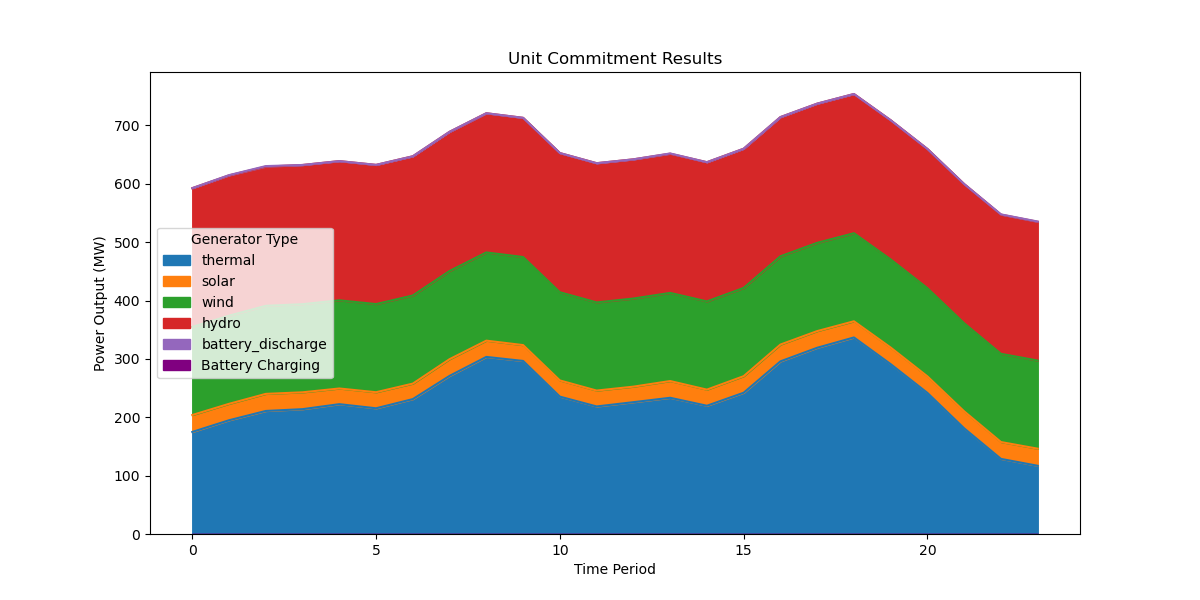 Unit Commitment Results
Power Output (MW)
700
600
500
400
300
200
100
0
Generator Type
thermal
solar
wind
hydro
battery_discharge
Battery Charging
0 5 10 15 20
Time Period